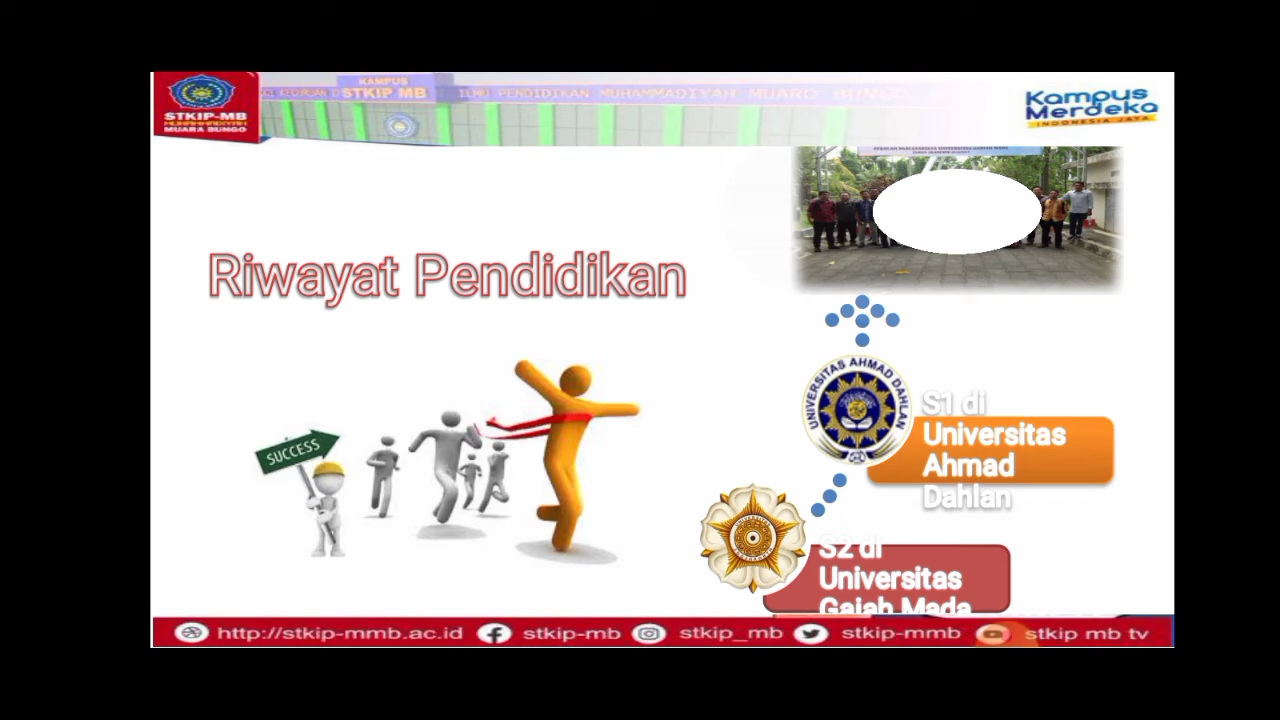 KAMPUS
STKIP MB
ILMU PENDIDIKAN MUHAMMADIYAH MUARO BUNGO
STKIP-MB
MUHAMMADIYAH
MUARA BUNGO
Kampus
Merdeka
INDONESIA JAYA
Riwayat Pendidikan
SUCCESS
UNIVERSITAS AHMAD DAHLAN
S1 di
Universitas
Ahmad
Dahlan
S2 di
Universitas
Gajah Mada
http://stkip-mmb.ac.id
stkip-mb
stkip_mb
stkip-mmb
stkip mb tv